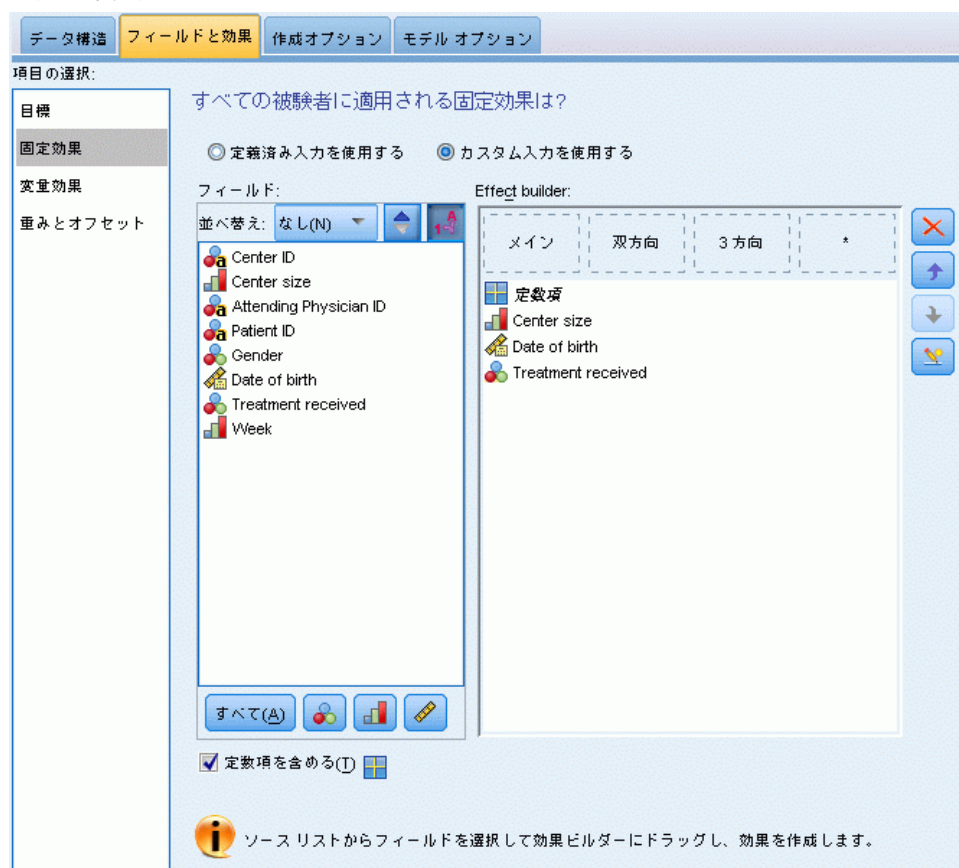 データ構造 フィールドと効果 作成オプション モデル オプション
項目の選択:
目標
固定効果
変量効果
重みとオフセット
すべての被験者に適用される固定効果は?
定義済み入力を使用する カスタム入力を使用する
フィールド:
並べ替え: なし(N)
Center ID
Center size
Attending Physician ID
Patient ID
Gender
Date of birth
Treatment received
Week
すべて(A)
Effect builder:
メイン 双方向 3方向 *
定数項
Center size
Date of birth
Treatment received
定数項を含める(T)
ソース リストからフィールドを選択して効果ビルダーにドラッグし、効果を作成します。